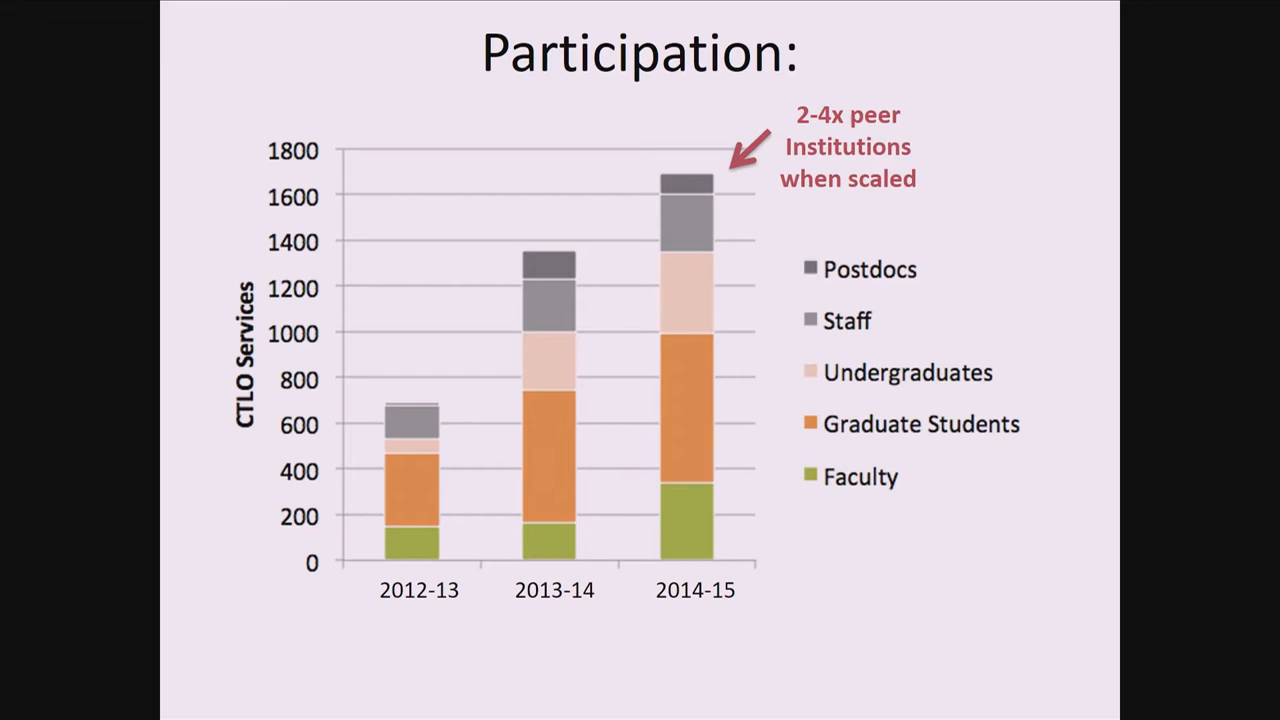 Participation:
2-4x peer
Institutions
when scaled
CTLO Services
1800
1600
1400
1200
1000
800
600
400
200
0
2012-13
2013-14
2014-15
Postdocs
Staff
Undergraduates
Graduate Students
Faculty